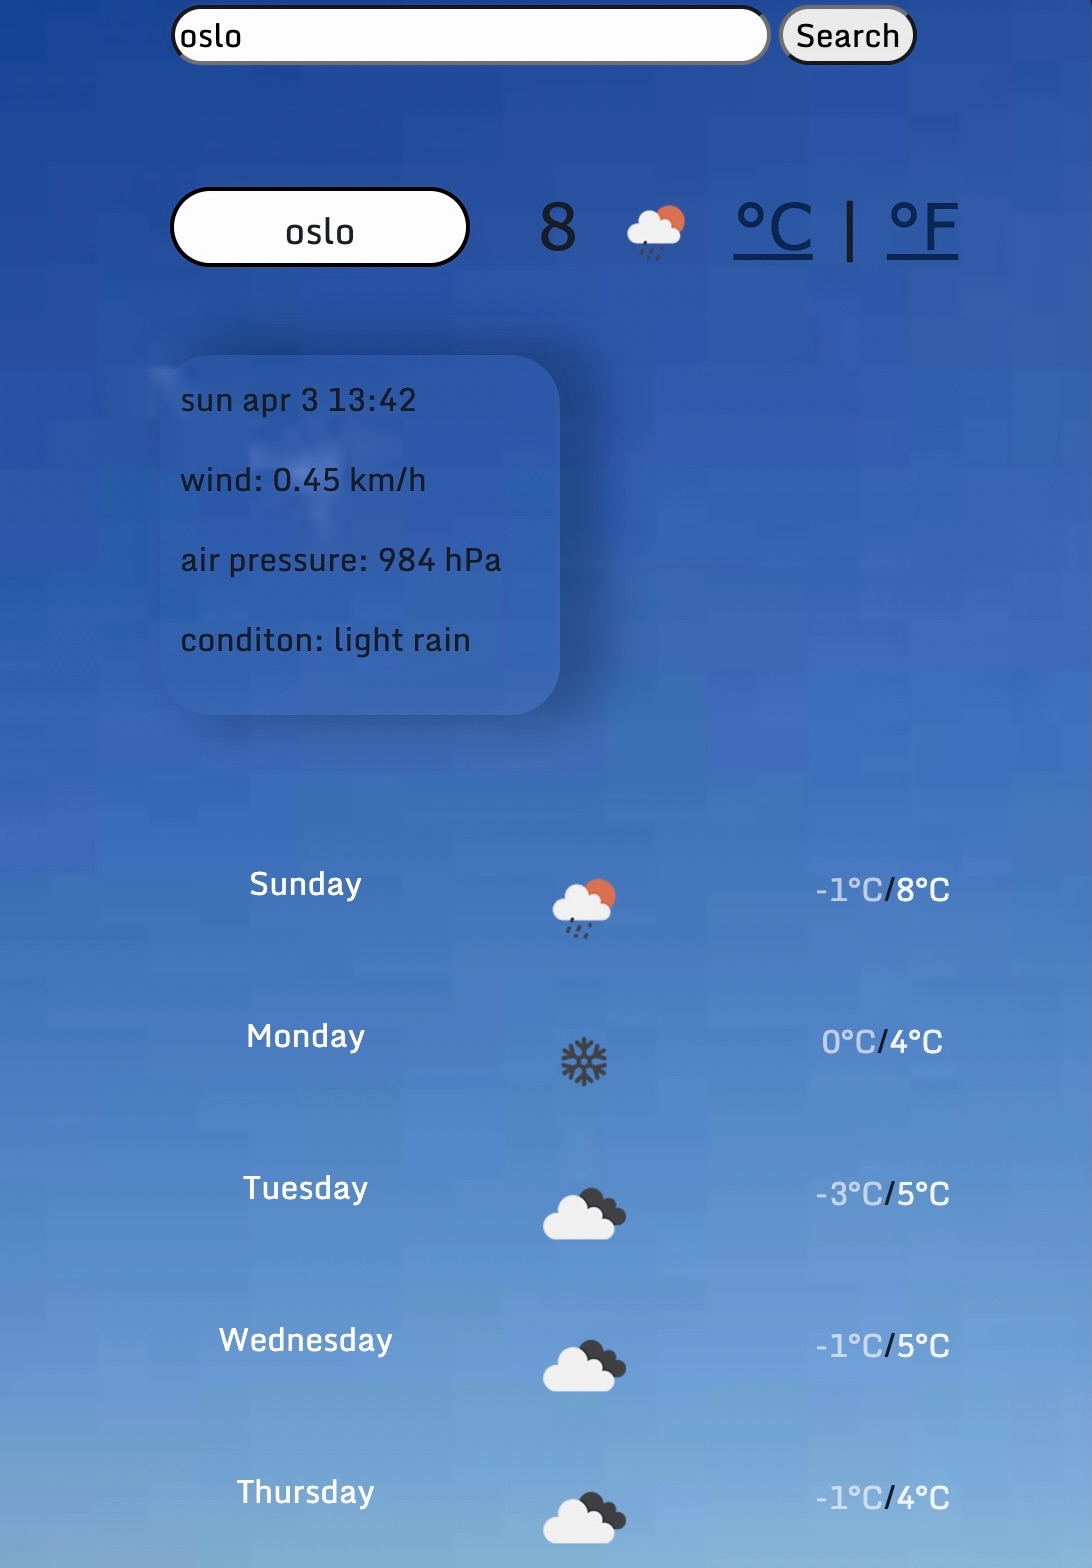 oslo Search
oslo 8 °C | °F
sun apr 3 13:42
wind: 0.45 km/h
air pressure: 984 hPa
conditon: light rain
Sunday -1°C/8°C
Monday 0°C/4°C
Tuesday -3°C/5°C
Wednesday -1°C/5°C
Thursday -1°C/4°C